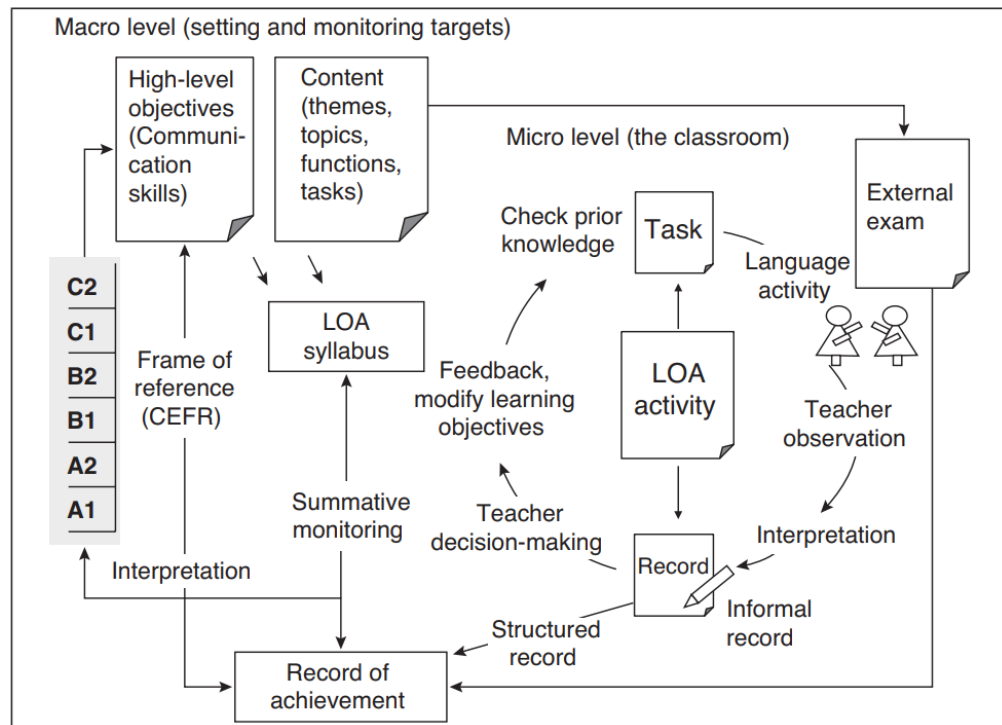 Macro level (setting and monitoring targets)
High-level
objectives
(Communi-
cation
skills)
Content
(themes,
topics,
functions,
tasks)
Micro level (the classroom)
External
exam
Check prior
knowledge
Task
Language
activity
C2
C1
B2
B1
A2
A1
Frame of
reference
(CEFR)
LOA
syllabus
Feedback,
modify learning
objectives
LOA
activity
Teacher
observation
Summative
monitoring
Teacher
decision-making
Interpretation
Interpretation
Record
Informal
record
Structured
record
Record of
achievement